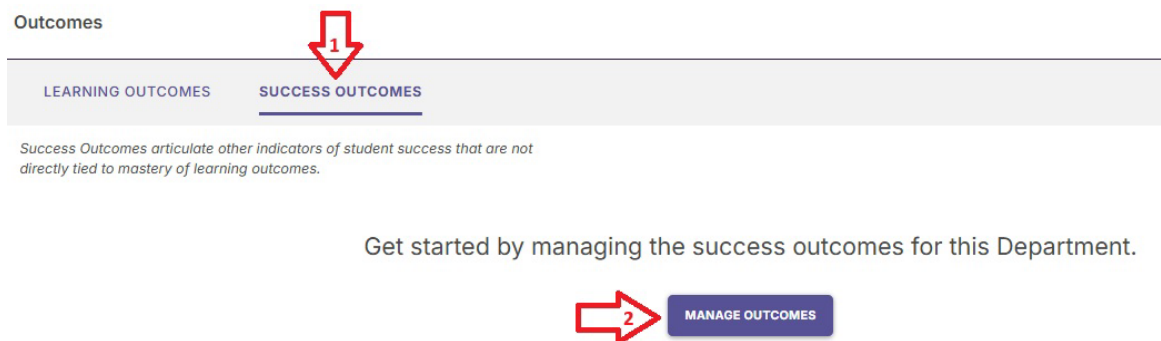 Outcomes
1
LEARNING OUTCOMES
SUCCESS OUTCOMES
Success Outcomes articulate other indicators of student success that are not
directly tied to mastery of learning outcomes.
Get started by managing the success outcomes for this Department.
2
MANAGE OUTCOMES